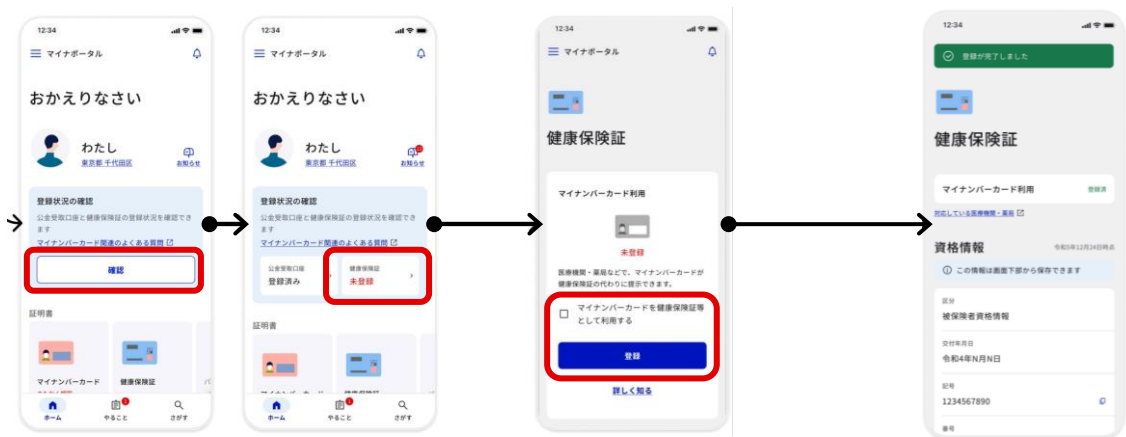 12:34
マイナポータル
おかえりなさい
わたし
東京都 千代田区
お知らせ
登録状況の確認
公金受取口座と健康保険証の登録状況を確認でき
ます
マイナンバーカード関連のよくある質問
確認
証明書
マイナンバーカード
健康保険証
ホーム
やること
さがす
12:34
マイナポータル
おかえりなさい
わたし
東京都 千代田区
お知らせ
登録状況の確認
公金受取口座と健康保険証の登録状況を確認でき
ます
マイナンバーカード関連のよくある質問
公金受取口座
登録済み
健康保険証
未登録
証明書
ホーム
やること
さがす
12:34
マイナポータル
健康保険証
マイナンバーカード利用
未登録
医療機関・薬局などで、マイナンバーカードが
健康保険証の代わりに提示できます。
マイナンバーカードを健康保険証等
として利用する
登録
詳しく知る
12:34
登録が完了しました
健康保険証
マイナンバーカード利用
登録済
対応している医療機関・薬局
資格情報
令和5年12月24日時点
この情報は画面下部から保存できます
区分
被保険者資格情報
交付年月日
令和4年N月N日
記号
1234567890
番号